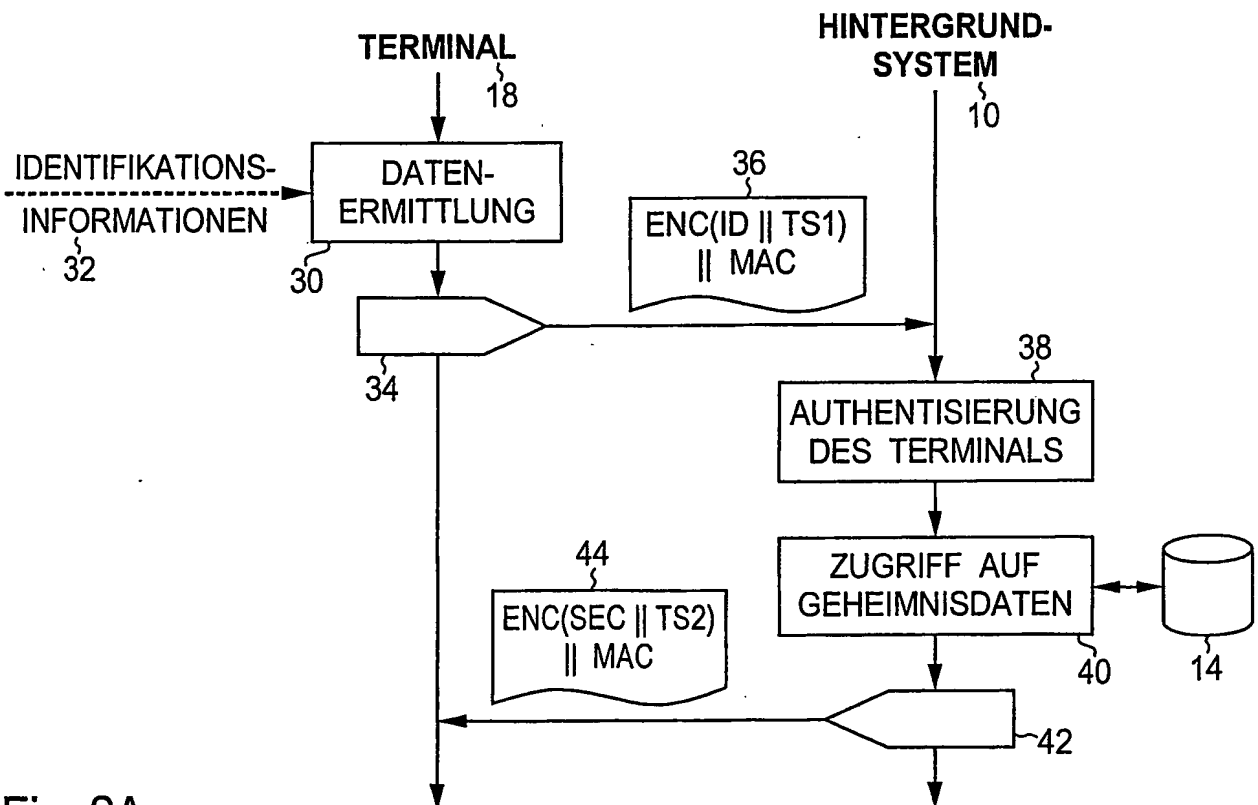 TERMINAL
18
HINTERGRUND-
SYSTEM
10
IDENTIFIKATIONS-
INFORMATIONEN
32
DATEN-
ERMITTLUNG
30
36
ENC(ID || TS1)
|| MAC
34
38
AUTHENTISIERUNG
DES TERMINALS
44
ENC(SEC || TS2)
|| MAC
ZUGRIFF AUF
GEHEIMNISDATEN
40
14
42